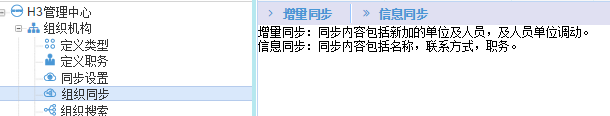 H3管理中心
组织机构
定义类型
定义职务
同步设置
组织同步
组织搜索
增量同步 信息同步
增量同步：同步内容包括新加的单位及人员，及人员单位调动。
信息同步：同步内容包括名称，联系方式，职务。